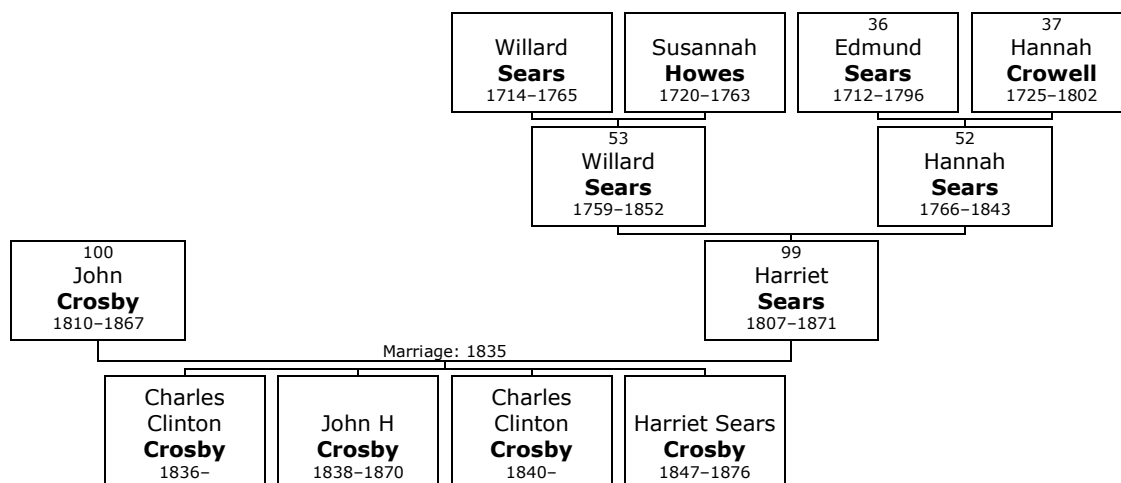 Willard
Sears
1714–1765
Susannah
Howes
1720–1763
36
Edmund
Sears
1712–1796
37
Hannah
Crowell
1725–1802
53
Willard
Sears
1759–1852
52
Hannah
Sears
1766–1843
100
John
Crosby
1810–1867
99
Harriet
Sears
1807–1871
Marriage: 1835
Charles
Clinton
Crosby
1836–
John H
Crosby
1838–1870
Charles
Clinton
Crosby
1840–
Harriet Sears
Crosby
1847–1876